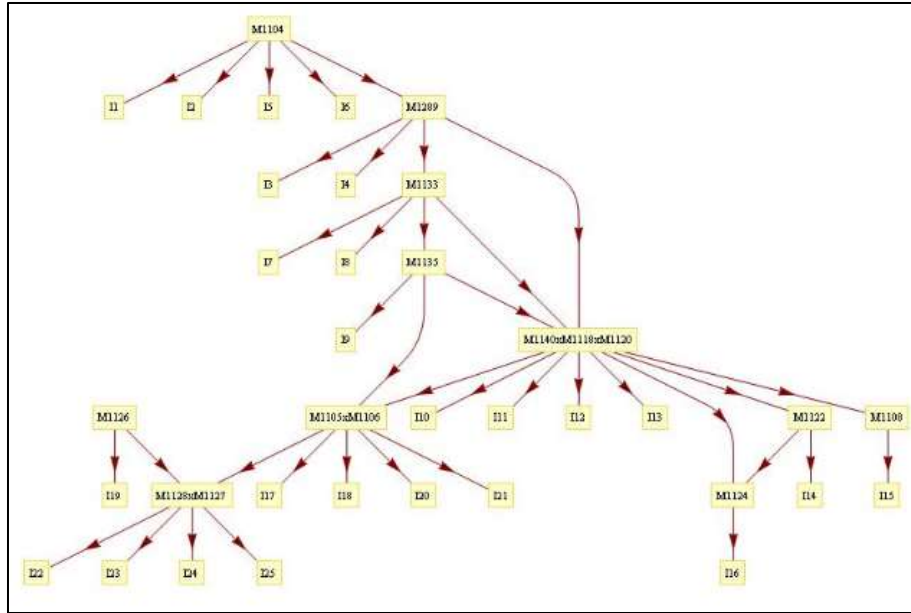 M1104
I1 I2 I5 I6 M1289
I3 I4 M1133
I7 I8 M1135
I9 M1140xM1118xM1120
M1126 M1105xM1106 I10 I11 I12 I13 M1122 M1108
I19 M1128xM1127 I17 I18 I20 I21 M1124 I14 I15
I22 I23 I24 I25 I16